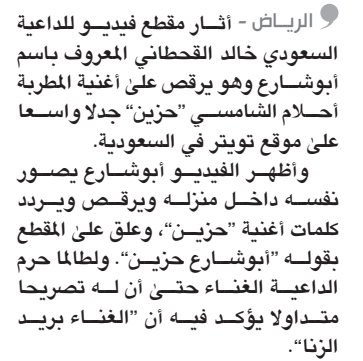 الرياض - أثار مقطع فيديو للداعية
السعودي خالد القحطاني المعروف باسم
أبوشارع وهو يرقص على أغنية المطربة
أحلام الشامسي ”حزين“ جدلا واسعا
على موقع تويتر في السعودية.
وأظهر الفيديو أبوشارع يصور
نفسه داخل منزله ويرقص ويردد
كلمات أغنية ”حزين“، وعلق على المقطع
بقوله ”أبوشارع حزين“. ولطالما حرم
الداعية الغناء حتى أن له تصريحا
متداولا يؤكد فيه أن ”الغناء بريد
الزنا“.